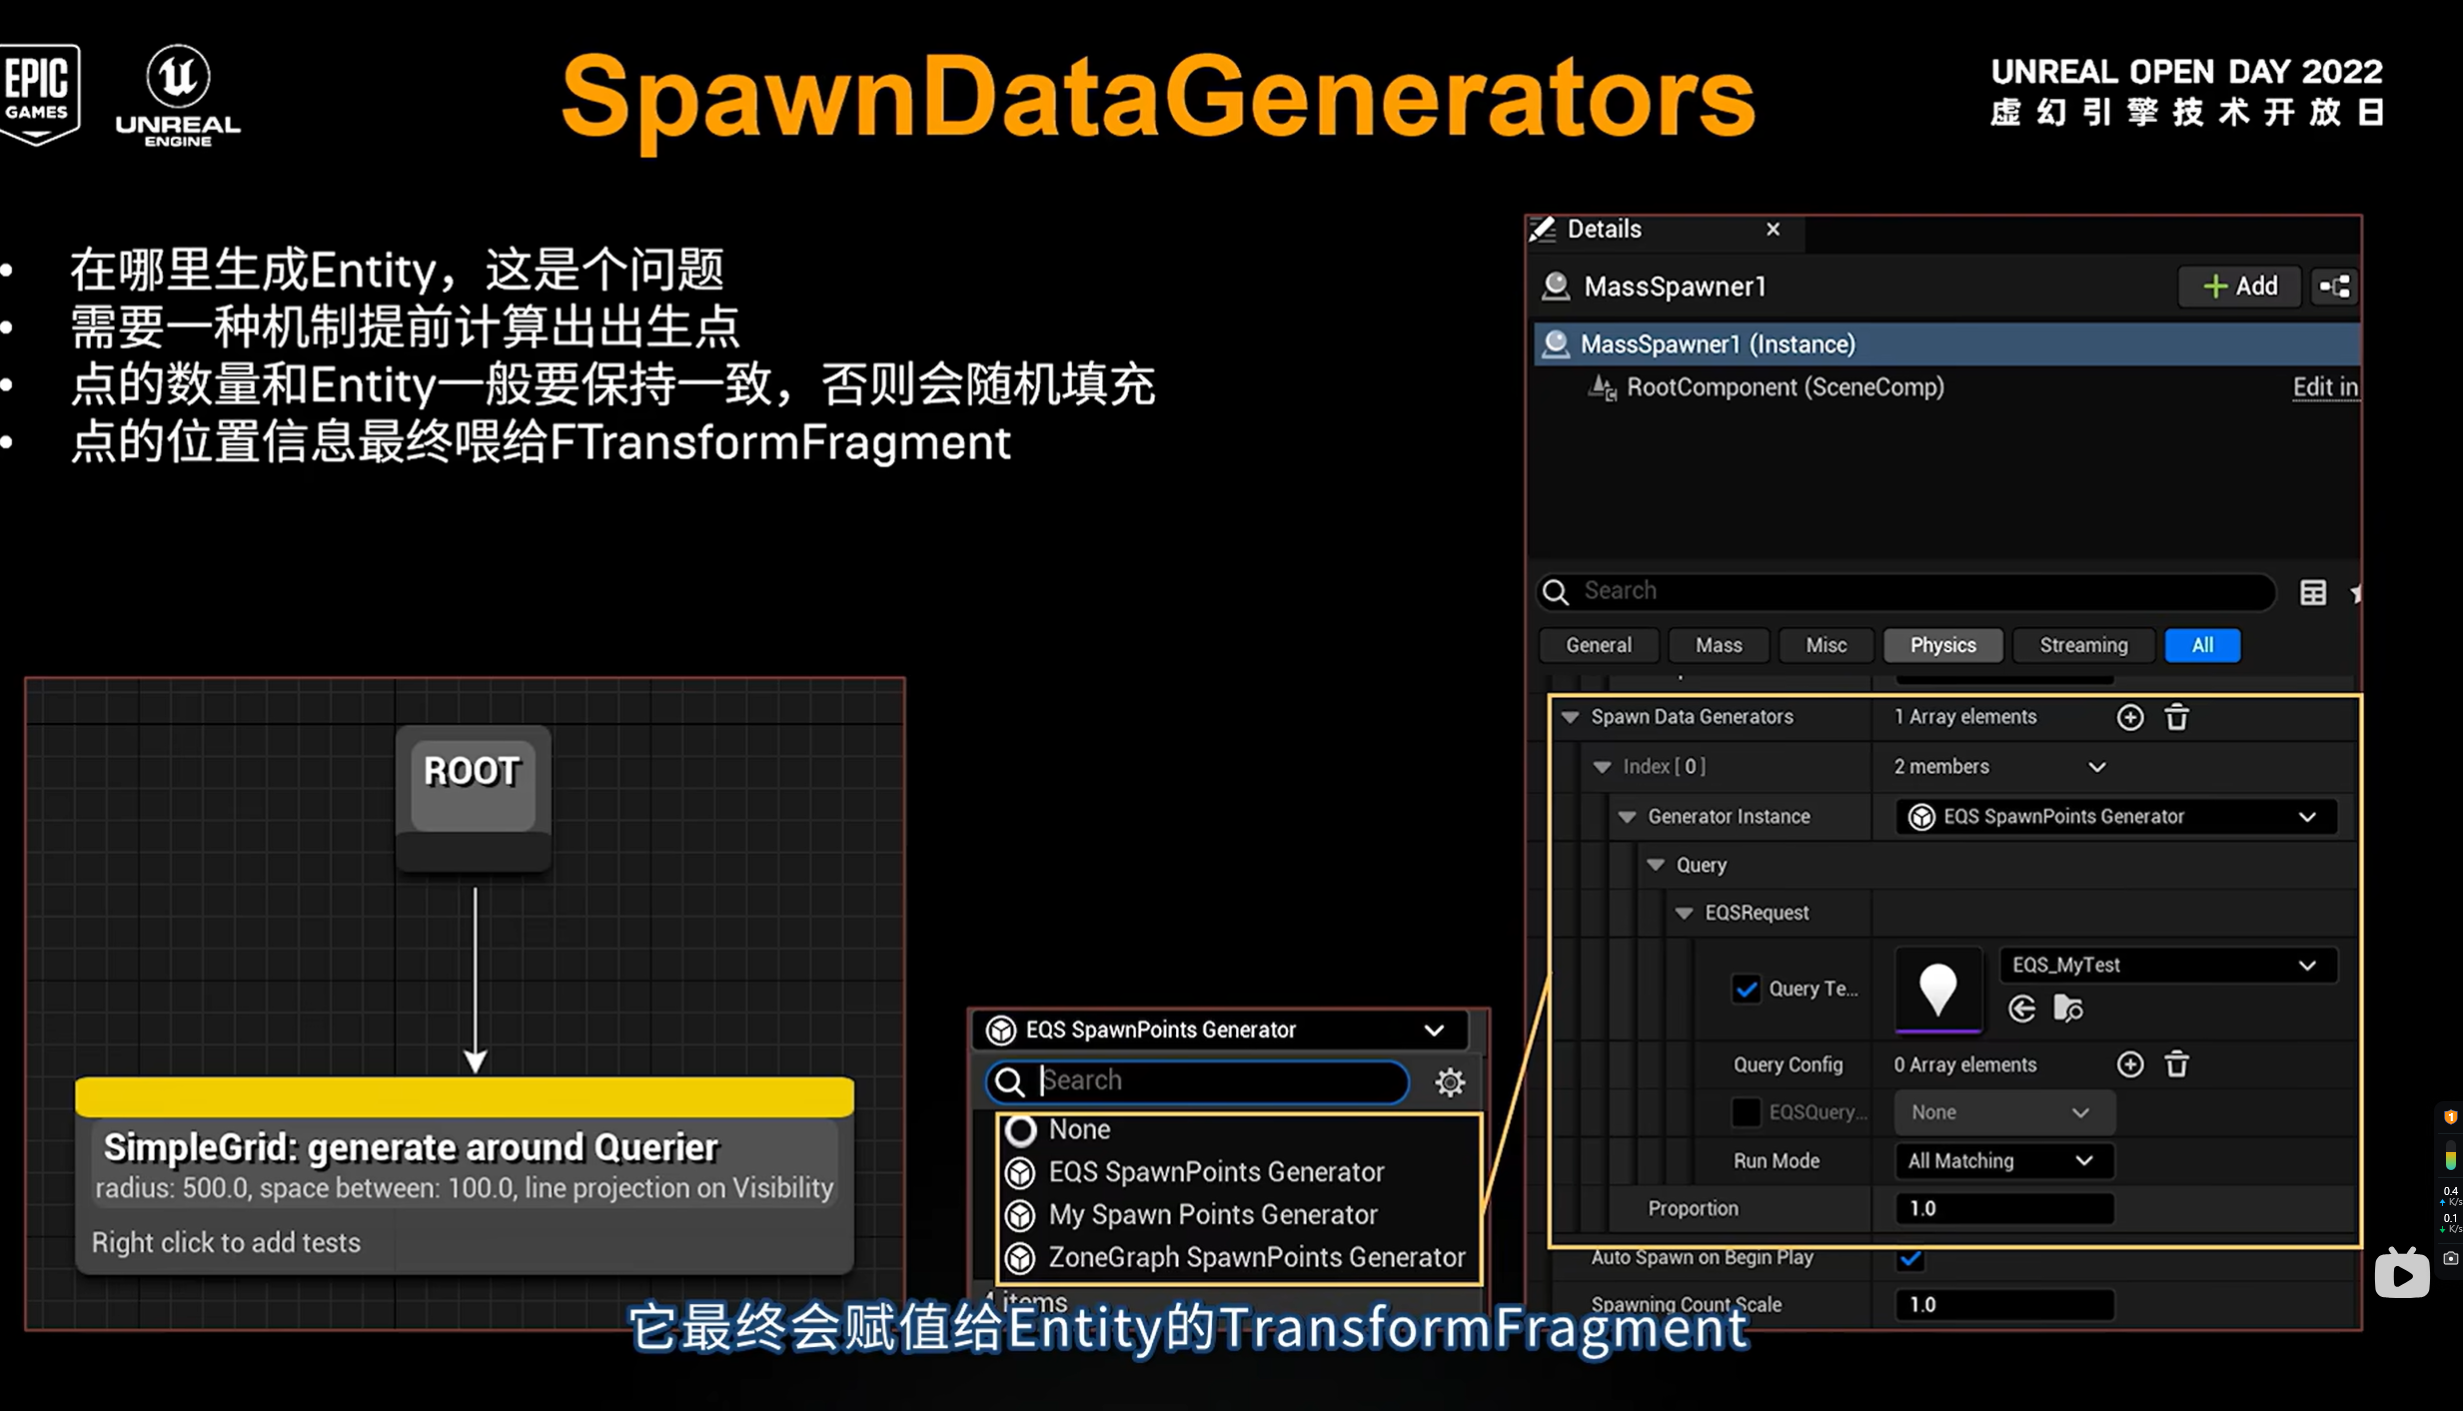 EPIC
GAMES
UNREAL
ENGINE
SpawnDataGenerators
UNREAL OPEN DAY 2022
虚幻引擎技术开放日
• 在哪里生成Entity，这是个问题
• 需要一种机制提前计算出出生点
• 点的数量和Entity一般要保持一致，否则会随机填充
• 点的位置信息最终喂给FTransformFragment
ROOT
SimpleGrid: generate around Querier
radius: 500.0, space between: 100.0, line projection on Visibility
Right click to add tests
EQS SpawnPoints Generator
Search
None
EQS SpawnPoints Generator
My Spawn Points Generator
ZoneGraph SpawnPoints Generator
4 items
Details
MassSpawner1
Add
MassSpawner1 (Instance)
RootComponent (SceneComp) Edit in
Search
General Mass Misc Physics Streaming All
Spawn Data Generators 1 Array elements
Index [ 0 ] 2 members
Generator Instance EQS SpawnPoints Generator
Query
EQSRequest
Query Te... EQS_MyTest
Query Config 0 Array elements
EQSQuery... None
Run Mode All Matching
Proportion 1.0
Auto Spawn on Begin Play
Spawning Count Scale 1.0
它最终会赋值给Entity的TransformFragment
1
0.4
K/s
0.1
K/s